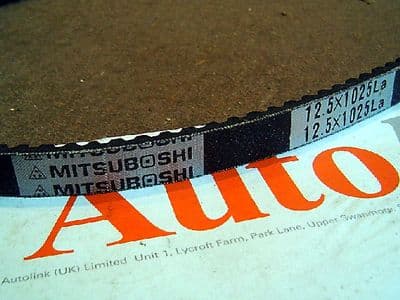 MITSUBOSHI
MITSUBOSHI
MITSUBOSHI
12.5×1025La
12.5×1025La
Auto
Autolink (UK) Limited Unit 1, Lycroft Farm, Park Lane, Upper Swanmore,